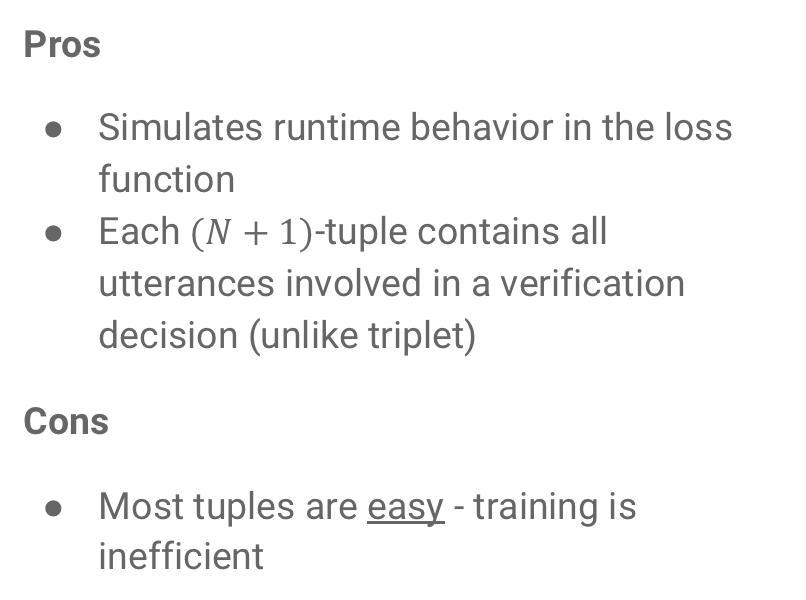 Pros
● Simulates runtime behavior in the loss
function
● Each (N + 1)-tuple contains all
utterances involved in a verification
decision (unlike triplet)
Cons
● Most tuples are easy - training is
inefficient